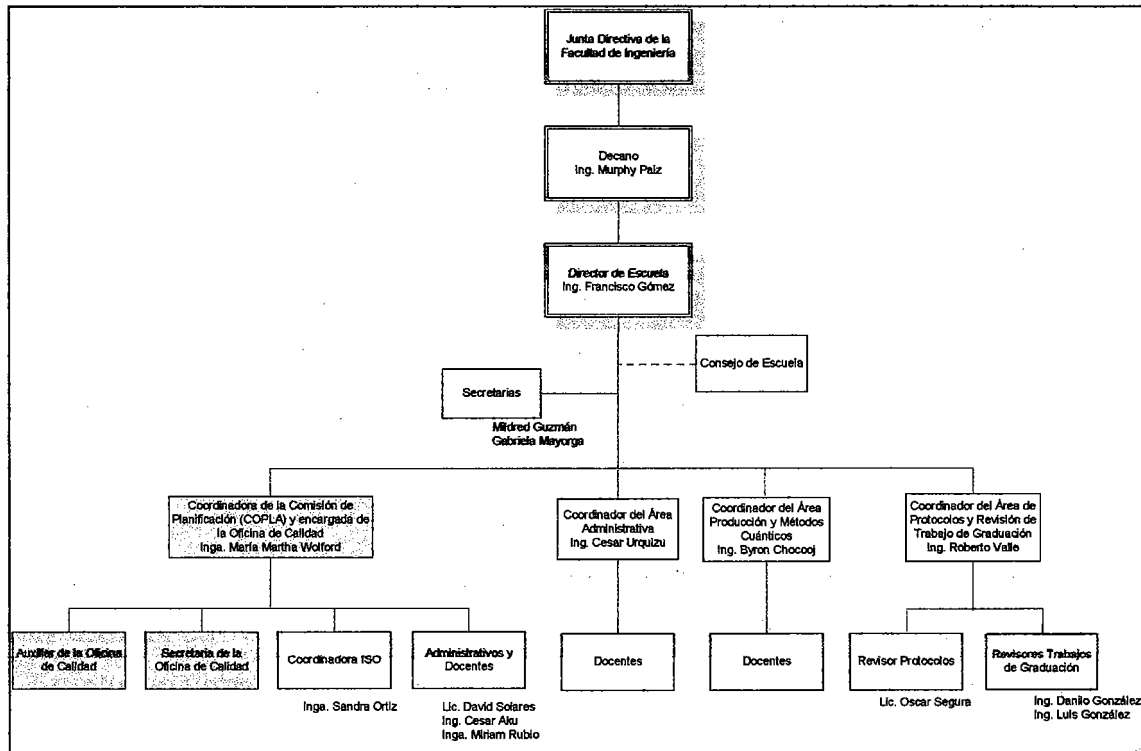 Junta Directiva de la
Facultad de Ingeniería
Decano
Ing. Murphy Paiz
Director de Escuela
Ing. Francisco Gómez
Consejo de Escuela
Secretarias
Mildred Guzmán
Gabriela Mayorga
Coordinadora de la Comisión de
Planificación (COPLA) y encargada de
la Oficina de Calidad
Inga. María Martha Wolford
Coordinador del Área
Administrativa
Ing. Cesar Urquizu
Coordinador del Área
Producción y Métodos
Cuánticos
Ing. Byron Chocooj
Coordinador del Área de
Protocolos y Revisión de
Trabajo de Graduación
Ing. Roberto Valle
Auxiliar de la Oficina
de Calidad
Secretaria de la
Oficina de Calidad
Coordinadora ISO
Inga. Sandra Ortiz
Administrativos y
Docentes
Lic. David Solares
Ing. Cesar Aku
Inga. Miriam Rubio
Docentes
Docentes
Revisor Protocolos
Lic. Oscar Segura
Revisores Trabajos
de Graduación
Ing. Danilo González
Ing. Luis González